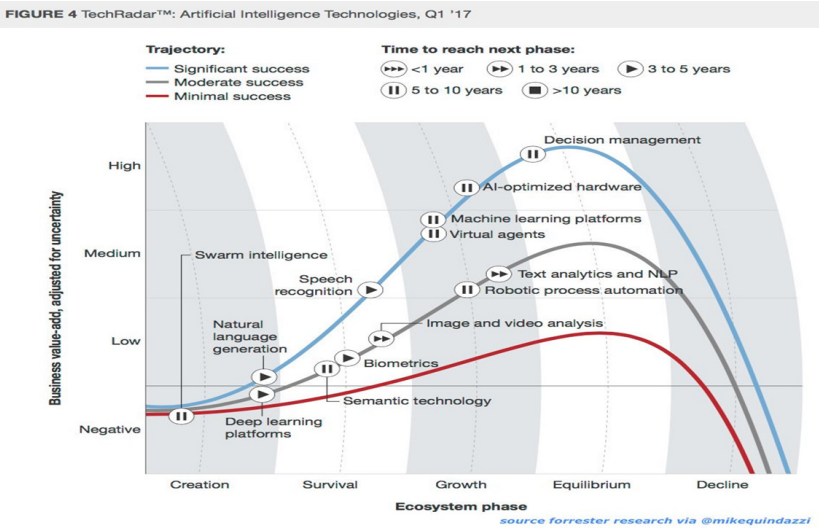 FIGURE 4 TechRadar™: Artificial Intelligence Technologies, Q1 '17
Trajectory:
Significant success
Moderate success
Minimal success
Time to reach next phase:
<1 year
1 to 3 years
3 to 5 years
5 to 10 years
>10 years
Business value-add, adjusted for uncertainty
High
Medium
Low
Negative
Decision management
AI-optimized hardware
Machine learning platforms
Virtual agents
Swarm intelligence
Speech
recognition
Text analytics and NLP
Robotic process automation
Natural
language
generation
Image and video analysis
Biometrics
Semantic technology
Deep learning
platforms
Creation
Survival
Growth
Equilibrium
Decline
Ecosystem phase
source forrester research via @mikequindazzi